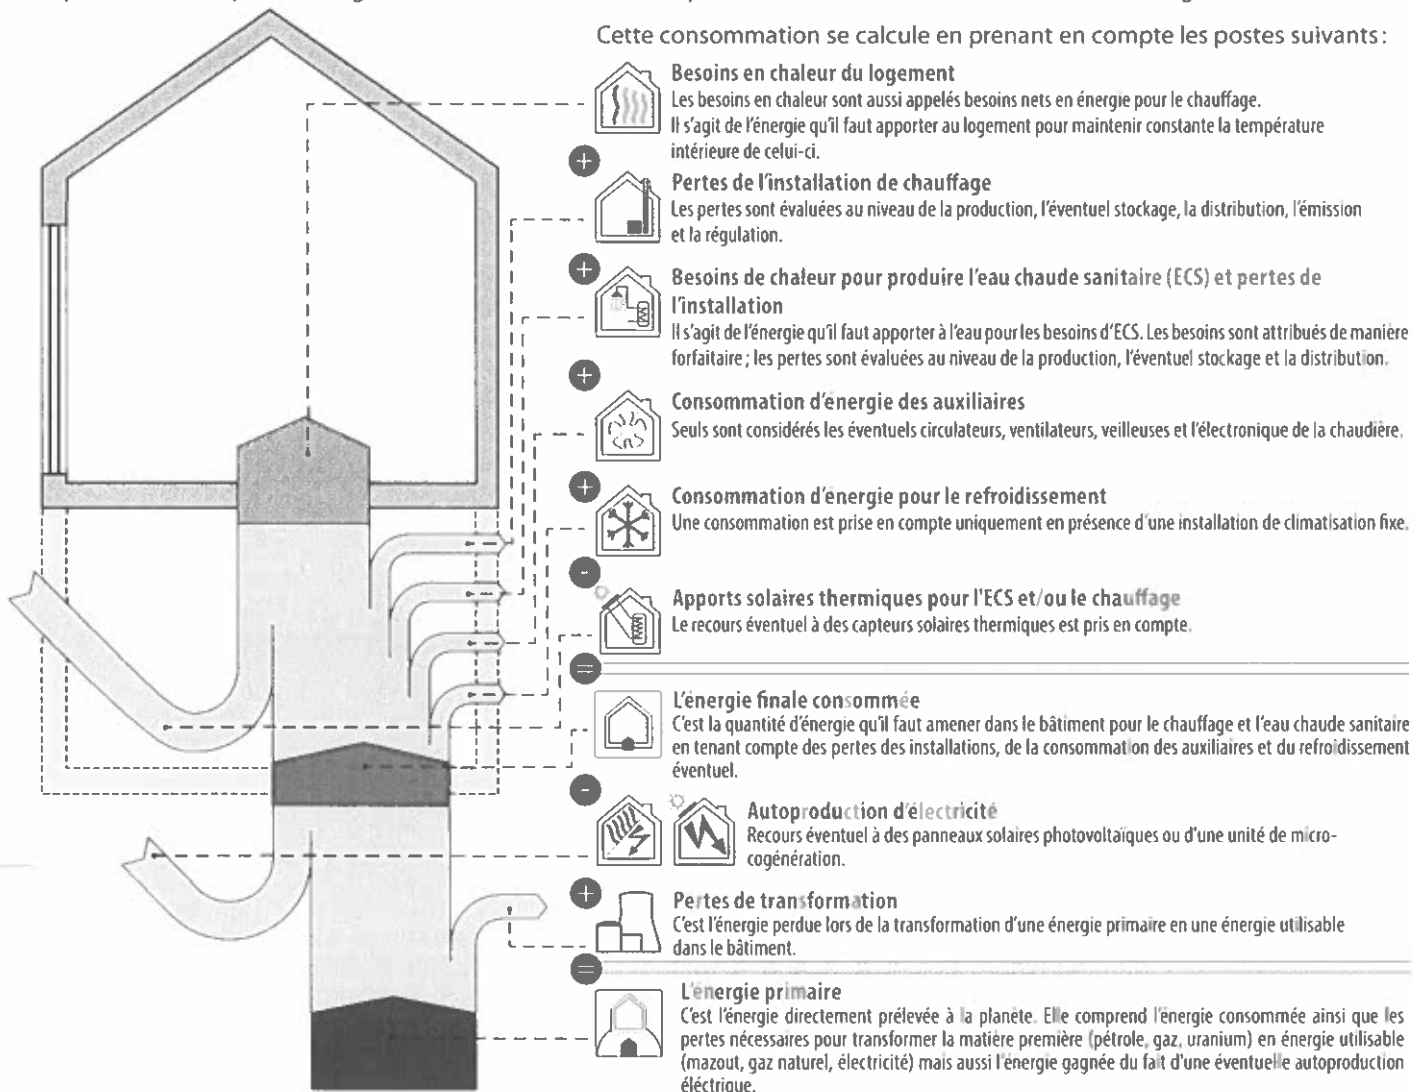 Cette consommation se calcule en prenant en compte les postes suivants :
Besoins en chaleur du logement
Les besoins en chaleur sont aussi appelés besoins nets en énergie pour le chauffage.
Il s'agit de l'énergie qu'il faut apporter au logement pour maintenir constante la température
intérieure de celui-ci.
+
Pertes de l'installation de chauffage
Les pertes sont évaluées au niveau de la production, l'éventuel stockage, la distribution, l'émission
et la régulation.
+
Besoins de chaleur pour produire l'eau chaude sanitaire (ECS) et pertes de
l'installation
Il s'agit de l'énergie qu'il faut apporter à l'eau pour les besoins d'ECS. Les besoins sont attribués de manière
forfaitaire ; les pertes sont évaluées au niveau de la production, l'éventuel stockage et la distribution.
+
Consommation d'énergie des auxiliaires
Seuls sont considérés les éventuels circulateurs, ventilateurs, veilleuses et l'électronique de la chaudière.
+
Consommation d'énergie pour le refroidissement
Une consommation est prise en compte uniquement en présence d'une installation de climatisation fixe.
-
Apports solaires thermiques pour l'ECS et/ou le chauffage
Le recours éventuel à des capteurs solaires thermiques est pris en compte.
=
L'énergie finale consommée
C'est la quantité d'énergie qu'il faut amener dans le bâtiment pour le chauffage et l'eau chaude sanitaire
en tenant compte des pertes des installations, de la consommation des auxiliaires et du refroidissement
éventuel.
-
Autoproduction d'électricité
Recours éventuel à des panneaux solaires photovoltaïques ou d'une unité de micro-
cogénération.
+
Pertes de transformation
C'est l'énergie perdue lors de la transformation d'une énergie primaire en une énergie utilisable
dans le bâtiment.
=
L'énergie primaire
C'est l'énergie directement prélevée à la planète. Elle comprend l'énergie consommée ainsi que les
pertes nécessaires pour transformer la matière première (pétrole, gaz, uranium) en énergie utilisable
(mazout, gaz naturel, électricité) mais aussi l'énergie gagnée du fait d'une éventuelle autoproduction
éléctrique.